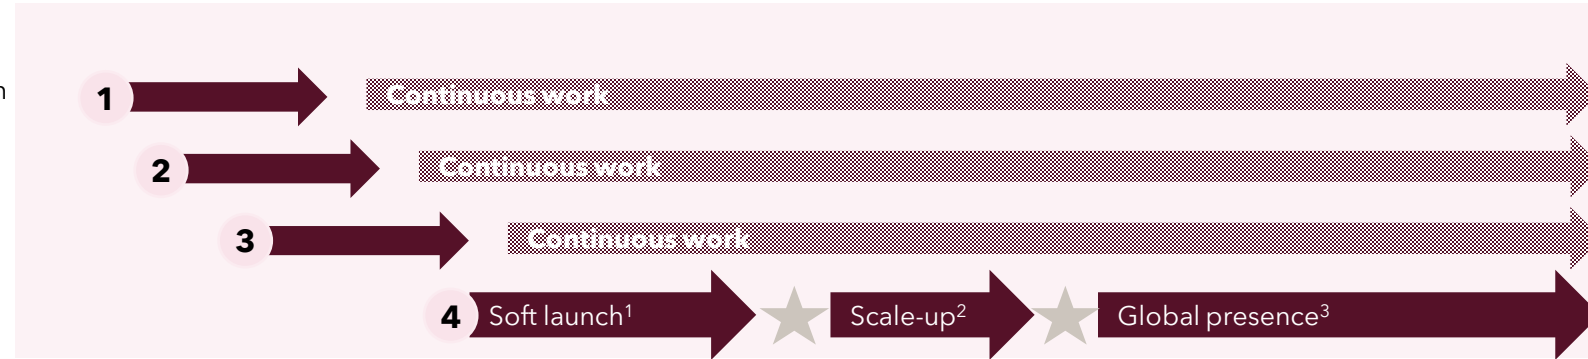 n
1 Continuous work
2 Continuous work
3 Continuous work
4 Soft launch¹ Scale-up² Global presence³